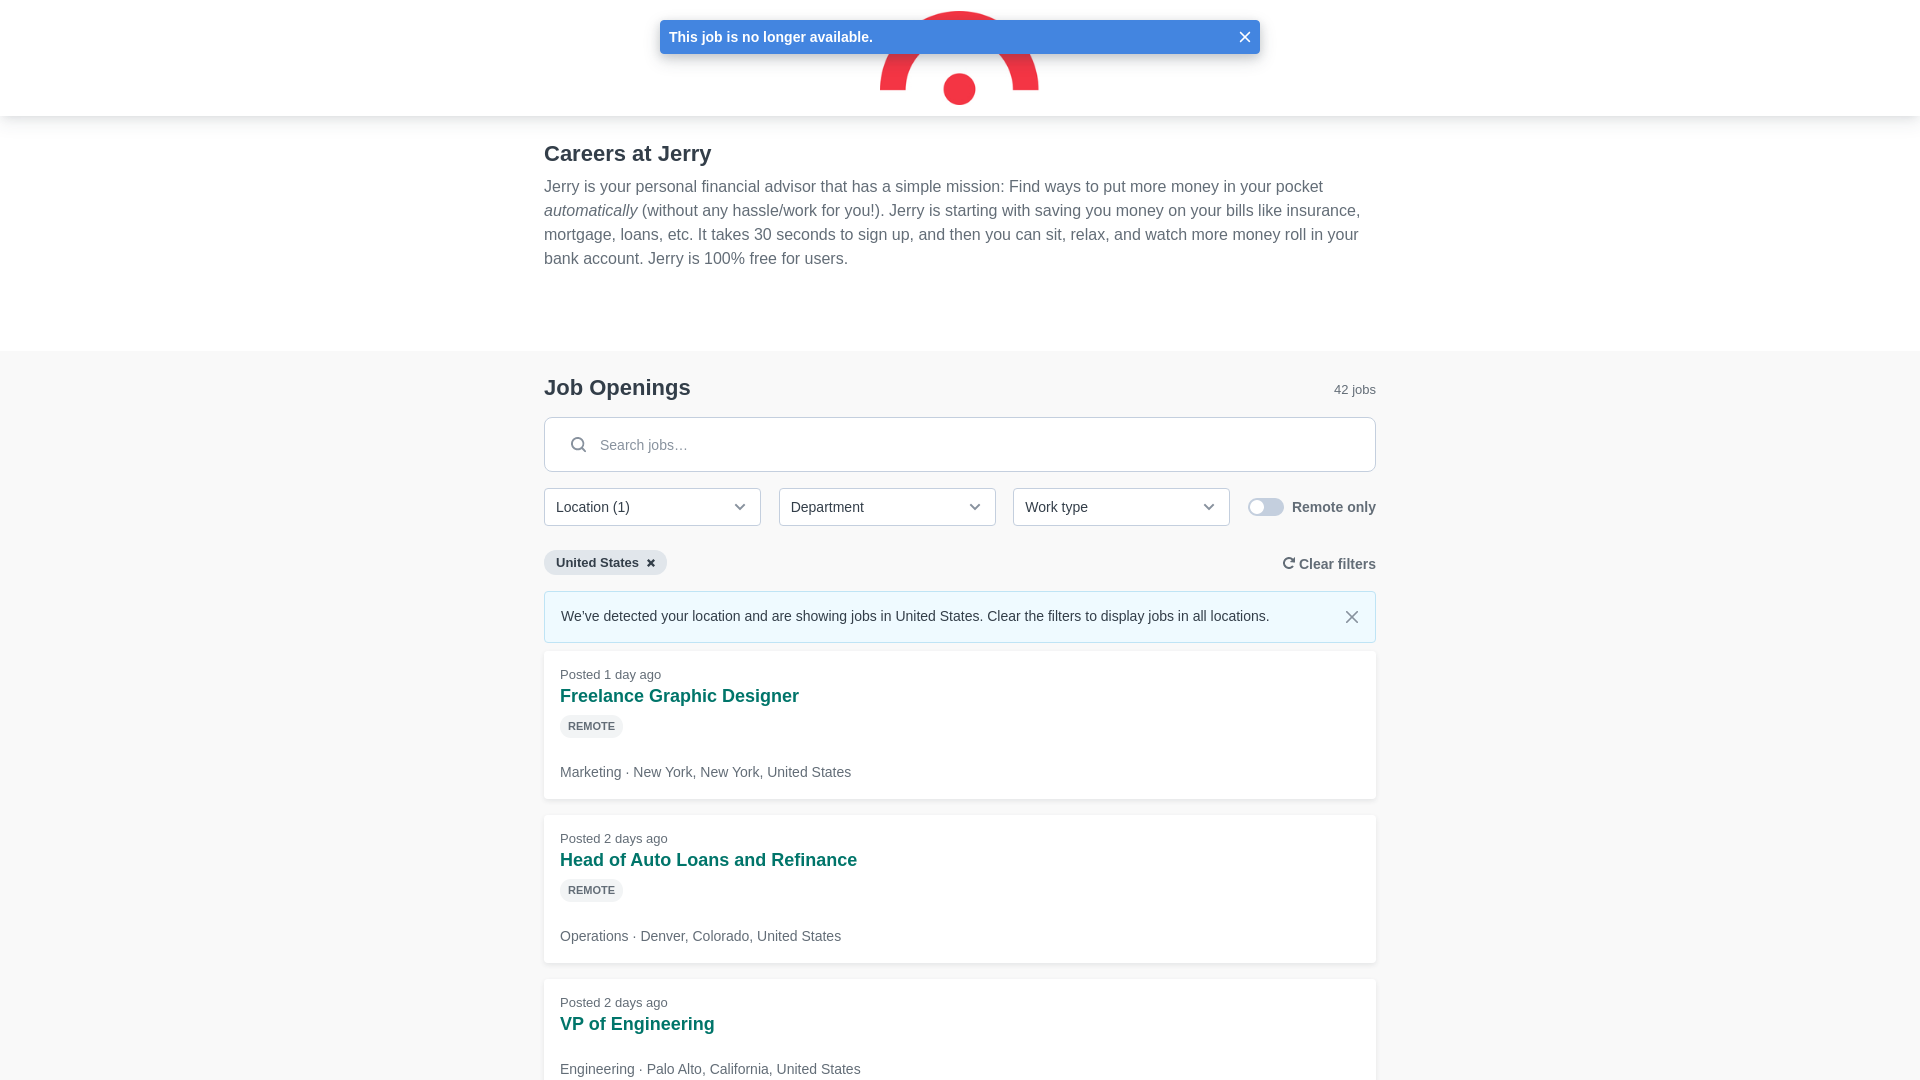 This job is no longer available.
Careers at Jerry
Jerry is your personal financial advisor that has a simple mission: Find ways to put more money in your pocket
automatically (without any hassle/work for you!). Jerry is starting with saving you money on your bills like insurance,
mortgage, loans, etc. It takes 30 seconds to sign up, and then you can sit, relax, and watch more money roll in your
bank account. Jerry is 100% free for users.
Job Openings
42 jobs
Search jobs…
Location (1)
Department
Work type
Remote only
United States
Clear filters
We’ve detected your location and are showing jobs in United States. Clear the filters to display jobs in all locations.
Posted 1 day ago
Freelance Graphic Designer
REMOTE
Marketing · New York, New York, United States
Posted 2 days ago
Head of Auto Loans and Refinance
REMOTE
Operations · Denver, Colorado, United States
Posted 2 days ago
VP of Engineering
Engineering · Palo Alto, California, United States